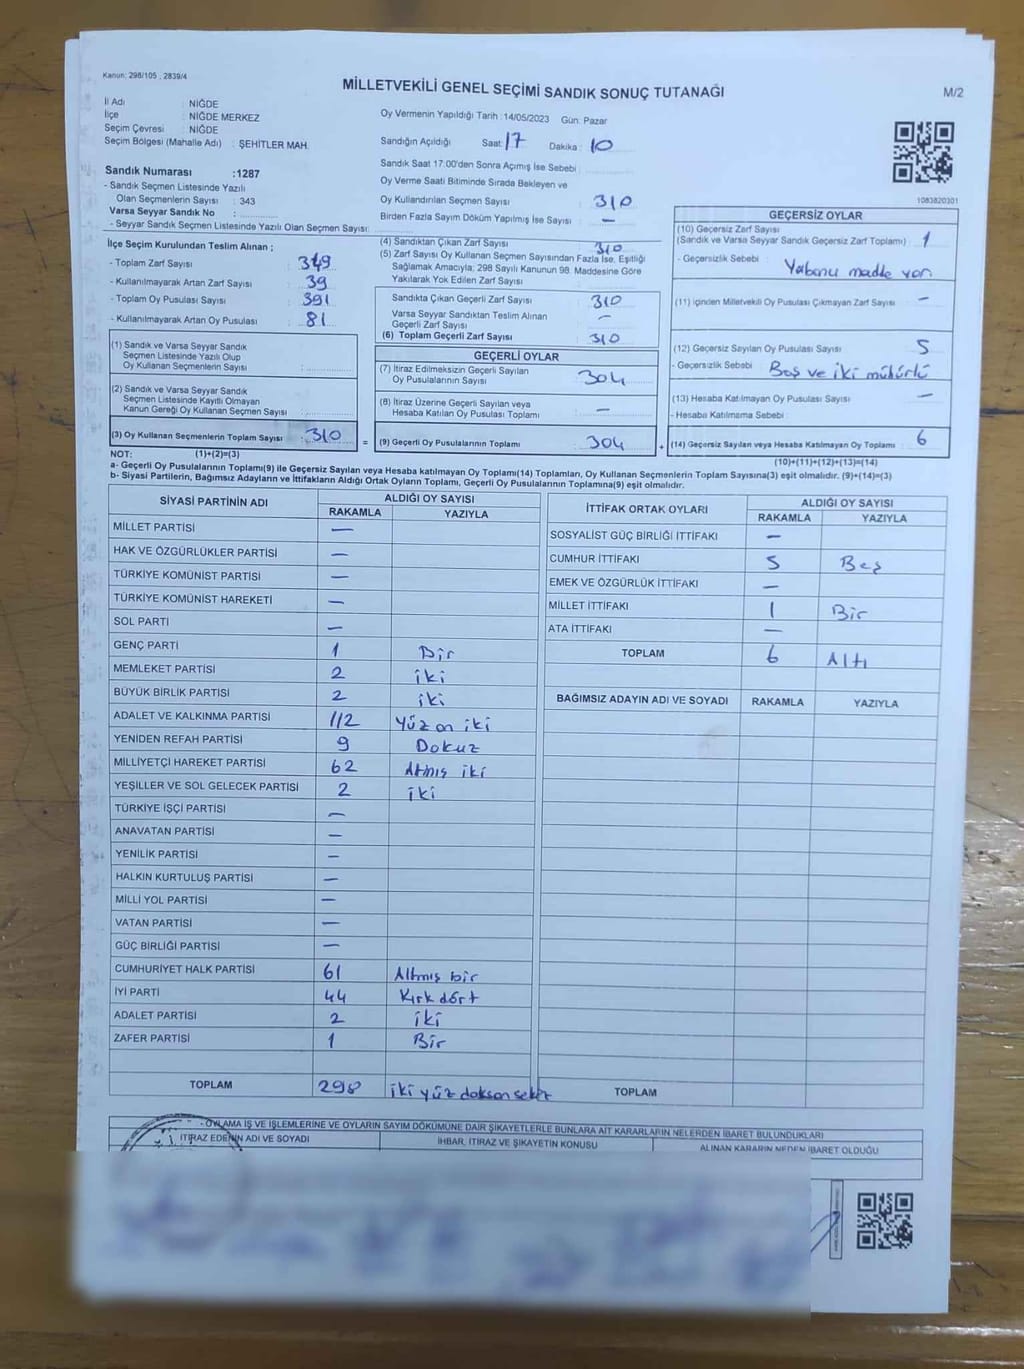 Kanun: 298/105 , 2839/4
MİLLETVEKİLİ GENEL SEÇİMİ SANDIK SONUÇ TUTANAĞI
M/2
İl Adı : NİĞDE
İlçe : NİĞDE MERKEZ
Seçim Çevresi : NİĞDE
Seçim Bölgesi (Mahalle Adı) : ŞEHİTLER MAH.
Sandık Numarası :1287
- Sandık Seçmen Listesinde Yazılı
Olan Seçmenlerin Sayısı : 343
Varsa Seyyar Sandık No :
- Seyyar Sandık Seçmen Listesinde Yazılı Olan Seçmen Sayısı:
Oy Vermenin Yapıldığı Tarih : 14/05/2023 Gün: Pazar
Sandığın Açıldığı Saat: 17 Dakika: 10
Sandık Saat 17:00'den Sonra Açımış İse Sebebi :
Oy Verme Saati Bitiminde Sırada Bekleyen ve
Oy Kullandırılan Seçmen Sayısı : 310
Birden Fazla Sayım Döküm Yapılmış İse Sayısı : —
1083820301
İlçe Seçim Kurulundan Teslim Alınan ;
- Toplam Zarf Sayısı : 349
- Kullanılmayarak Artan Zarf Sayısı : 39
- Toplam Oy Pusulası Sayısı : 391
- Kullanılmayarak Artan Oy Pusulası : 81
(1) Sandık ve Varsa Seyyar Sandık
Seçmen Listesinde Yazılı Olup
Oy Kullanan Seçmenlerin Sayısı :
(2) Sandık ve Varsa Seyyar Sandık
Seçmen Listesinde Kayıtlı Olmayan
Kanun Gereği Oy Kullanan Seçmen Sayısı :
(3) Oy Kullanan Seçmenlerin Toplam Sayısı : 310
(4) Sandıktan Çıkan Zarf Sayısı : 310
(5) Zarf Sayısı Oy Kullanan Seçmen Sayısından Fazla İse, Eşitliği
Sağlamak Amacıyla; 298 Sayılı Kanunun 98. Maddesine Göre
Yakılarak Yok Edilen Zarf Sayısı :
Sandıkta Çıkan Geçerli Zarf Sayısı : 310
Varsa Seyyar Sandıktan Teslim Alınan
Geçerli Zarf Sayısı : —
(6) Toplam Geçerli Zarf Sayısı : 310
GEÇERLİ OYLAR
(7) İtiraz Edilmeksizin Geçerli Sayılan
Oy Pusulalarının Sayısı : 304
(8) İtiraz Üzerine Geçerli Sayılan veya
Hesaba Katılan Oy Pusulası Toplamı : —
= (9) Geçerli Oy Pusulalarının Toplamı : 304
GEÇERSİZ OYLAR
(10) Geçersiz Zarf Sayısı
(Sandık ve Varsa Seyyar Sandık Geçersiz Zarf Toplamı) : 1
- Geçersizlik Sebebi : Yabancı madde var
(11) İçinden Milletvekili Oy Pusulası Çıkmayan Zarf Sayısı : —
(12) Geçersiz Sayılan Oy Pusulası Sayısı : 5
- Geçersizlik Sebebi : Boş ve iki mühürlü
(13) Hesaba Katılmayan Oy Pusulası Sayısı : —
- Hesaba Katılmama Sebebi :
+ (14) Geçersiz Sayılan veya Hesaba Katılmayan Oy Toplamı : 6
NOT: (1)+(2)=(3)
(10)+(11)+(12)+(13)=(14)
a- Geçerli Oy Pusulalarının Toplamı(9) ile Geçersiz Sayılan veya Hesaba katılmayan Oy Toplamı(14) Toplamları, Oy Kullanan Seçmenlerin Toplam Sayısına(3) eşit olmalıdır. (9)+(14)=(3)
b- Siyasi Partilerin, Bağımsız Adayların ve İttifakların Aldığı Ortak Oyların Toplamı, Geçerli Oy Pusulalarının Toplamına(9) eşit olmalıdır.
SİYASİ PARTİNİN ADI ALDIĞI OY SAYISI
RAKAMLA YAZIYLA
MİLLET PARTİSİ —
HAK VE ÖZGÜRLÜKLER PARTİSİ —
TÜRKİYE KOMÜNİST PARTİSİ —
TÜRKİYE KOMÜNİST HAREKETİ —
SOL PARTİ —
GENÇ PARTİ 1 Bir
MEMLEKET PARTİSİ 2 iki
BÜYÜK BİRLİK PARTİSİ 2 iki
ADALET VE KALKINMA PARTİSİ 112 Yüz on iki
YENİDEN REFAH PARTİSİ 9 Dokuz
MİLLİYETÇİ HAREKET PARTİSİ 62 Atmış iki
YEŞİLLER VE SOL GELECEK PARTİSİ 2 iki
TÜRKİYE İŞÇİ PARTİSİ —
ANAVATAN PARTİSİ —
YENİLİK PARTİSİ —
HALKIN KURTULUŞ PARTİSİ —
MİLLİ YOL PARTİSİ —
VATAN PARTİSİ —
GÜÇ BİRLİĞİ PARTİSİ —
CUMHURİYET HALK PARTİSİ 61 Altmış bir
İYİ PARTİ 44 Kırk dört
ADALET PARTİSİ 2 iki
ZAFER PARTİSİ 1 Bir
TOPLAM 298 iki yüz doksan sekiz
İTTİFAK ORTAK OYLARI ALDIĞI OY SAYISI
RAKAMLA YAZIYLA
SOSYALİST GÜÇ BİRLİĞİ İTTİFAKI —
CUMHUR İTTİFAKI 5 Beş
EMEK VE ÖZGÜRLÜK İTTİFAKI —
MİLLET İTTİFAKI 1 Bir
ATA İTTİFAKI —
TOPLAM 6 Altı
BAĞIMSIZ ADAYIN ADI VE SOYADI RAKAMLA YAZIYLA
TOPLAM
- OYLAMA İŞ VE İŞLEMLERİNE VE OYLARIN SAYIM DÖKÜMÜNE DAİR ŞİKAYETLERLE BUNLARA AİT KARARLARIN NELERDEN İBARET BULUNDUKLARI
İTİRAZ EDENİN ADI VE SOYADI İHBAR, İTİRAZ VE ŞİKAYETİN KONUSU ALINAN KARARIN NEDEN İBARET OLDUĞU